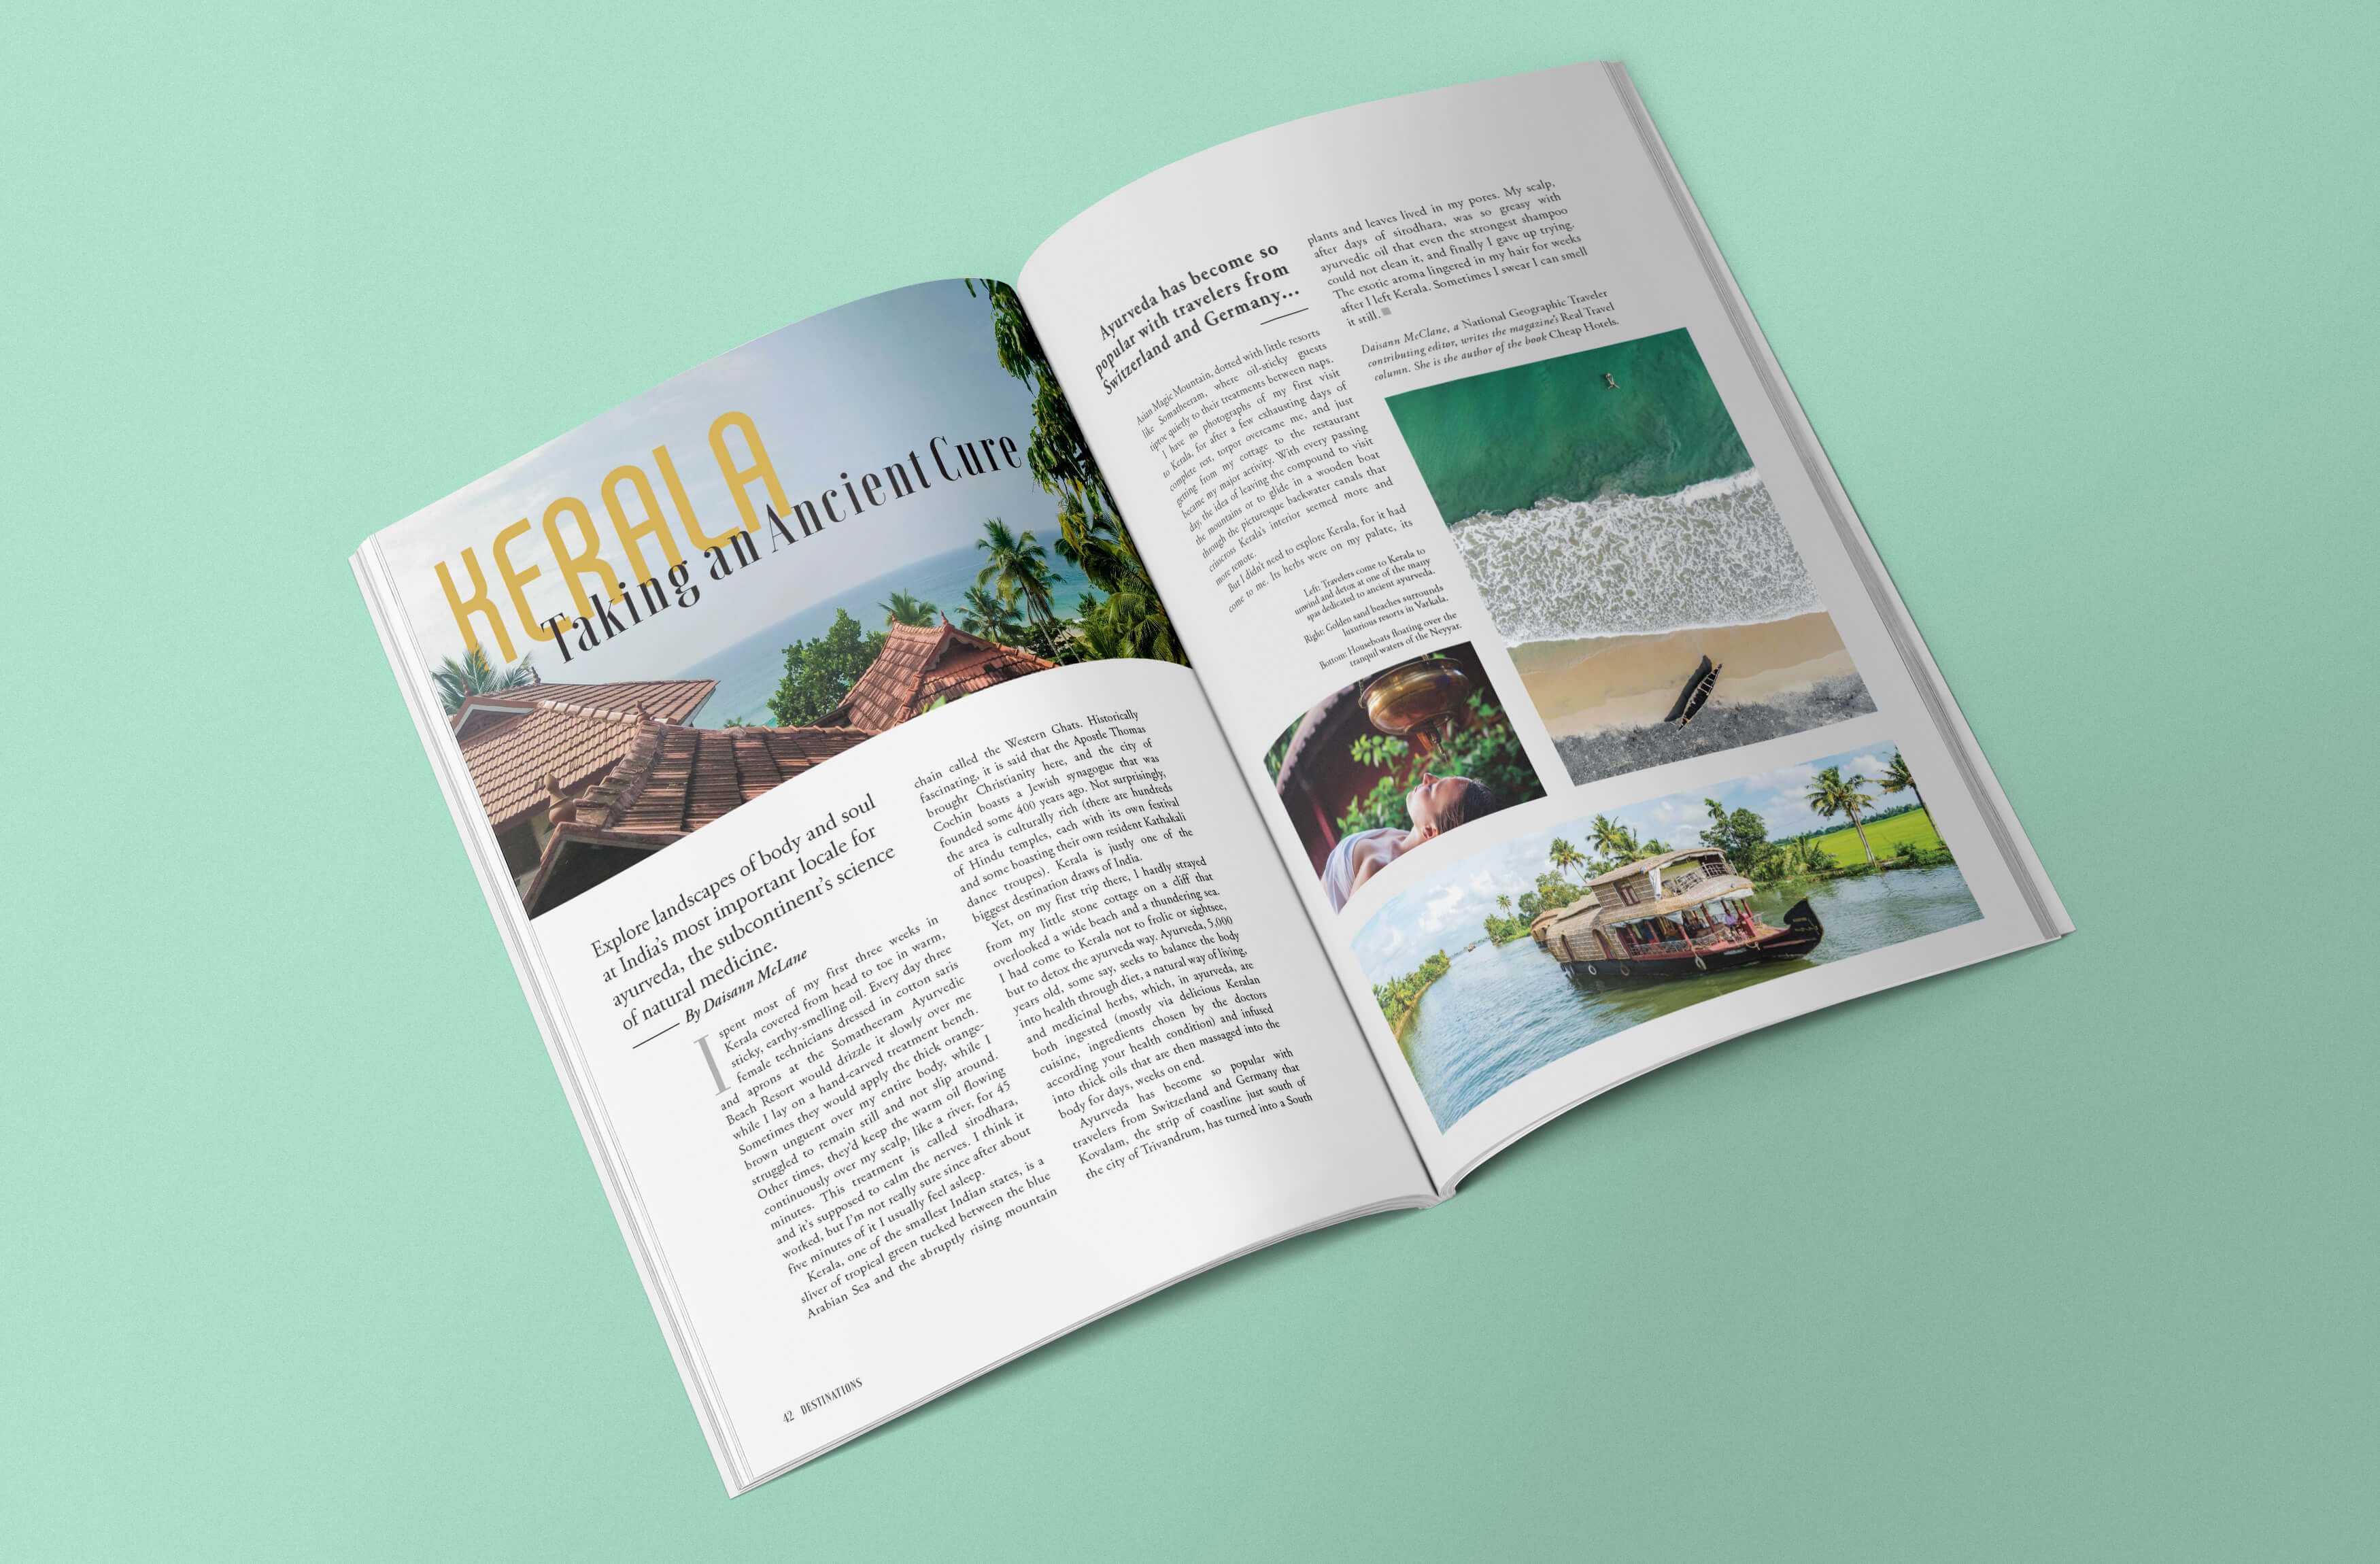 KERALA
Taking an Ancient Cure
Explore landscapes of body and soul
at India's most important locale for
ayurveda, the subcontinent's science
of natural medicine.
By Daisann McLane
I spent most of my first three weeks in
Kerala covered from head to toe in warm,
sticky, earthy-smelling oil. Every day three
female technicians dressed in cotton saris
and aprons at the Somatheeram Ayurvedic
Beach Resort would drizzle it slowly over me
while I lay on a hand-carved treatment bench.
Sometimes they would apply the thick orange-
brown unguent over my entire body, while I
struggled to remain still and not slip around.
Other times, they'd keep the warm oil flowing
continuously over my scalp, like a river, for 45
minutes. This treatment is called sirodhara,
and it's supposed to calm the nerves. I think it
worked, but I'm not really sure since after about
five minutes of it I usually feel asleep.
Kerala, one of the smallest Indian states, is a
sliver of tropical green tucked between the blue
Arabian Sea and the abruptly rising mountain
chain called the Western Ghats. Historically
fascinating, it is said that the Apostle Thomas
brought Christianity here, and the city of
Cochin boasts a Jewish synagogue that was
founded some 400 years ago. Not surprisingly,
the area is culturally rich (there are hundreds
of Hindu temples, each with its own festival
and some boasting their own resident Kathakali
dance troupes). Kerala is justly one of the
biggest destination draws of India.
Yet, on my first trip there, I hardly strayed
from my little stone cottage on a cliff that
overlooked a wide beach and a thundering sea.
I had come to Kerala not to frolic or sightsee,
but to detox the ayurveda way. Ayurveda, 5,000
years old, some say, seeks to balance the body
into health through diet, a natural way of living,
and medicinal herbs, which, in ayurveda, are
both ingested (mostly via delicious Keralan
cuisine, ingredients chosen by the doctors
according your health condition) and infused
into thick oils that are then massaged into the
body for days, weeks on end.
Ayurveda has become so popular with
travelers from Switzerland and Germany that
Kovalam, the strip of coastline just south of
the city of Trivandrum, has turned into a South
42 DESTINATIONS
Ayurveda has become so
popular with travelers from
Switzerland and Germany...
Asian Magic Mountain, dotted with little resorts
like Somatheeram, where oil-sticky guests
tiptoe quietly to their treatments between naps.
I have no photographs of my first visit
to Kerala, for after a few exhausting days of
complete rest, torpor overcame me, and just
getting from my cottage to the restaurant
became my major activity. With every passing
day, the idea of leaving the compound to visit
the mountains or to glide in a wooden boat
through the picturesque backwater canals that
crisscross Kerala's interior seemed more and
more remote.
But I didn't need to explore Kerala, for it had
come to me. Its herbs were on my palate, its
plants and leaves lived in my pores. My scalp,
after days of sirodhara, was so greasy with
ayurvedic oil that even the strongest shampoo
could not clean it, and finally I gave up trying.
The exotic aroma lingered in my hair for weeks
after I left Kerala. Sometimes I swear I can smell
it still.
Daisann McClane, a National Geographic Traveler
contributing editor, writes the magazine's Real Travel
column. She is the author of the book Cheap Hotels.
Left: Travelers come to Kerala to
unwind and detox at one of the many
spas dedicated to ancient ayurveda.
Right: Golden sand beaches surrounds
luxurious resorts in Varkala.
Bottom: Houseboats floating over the
tranquil waters of the Neyyar.